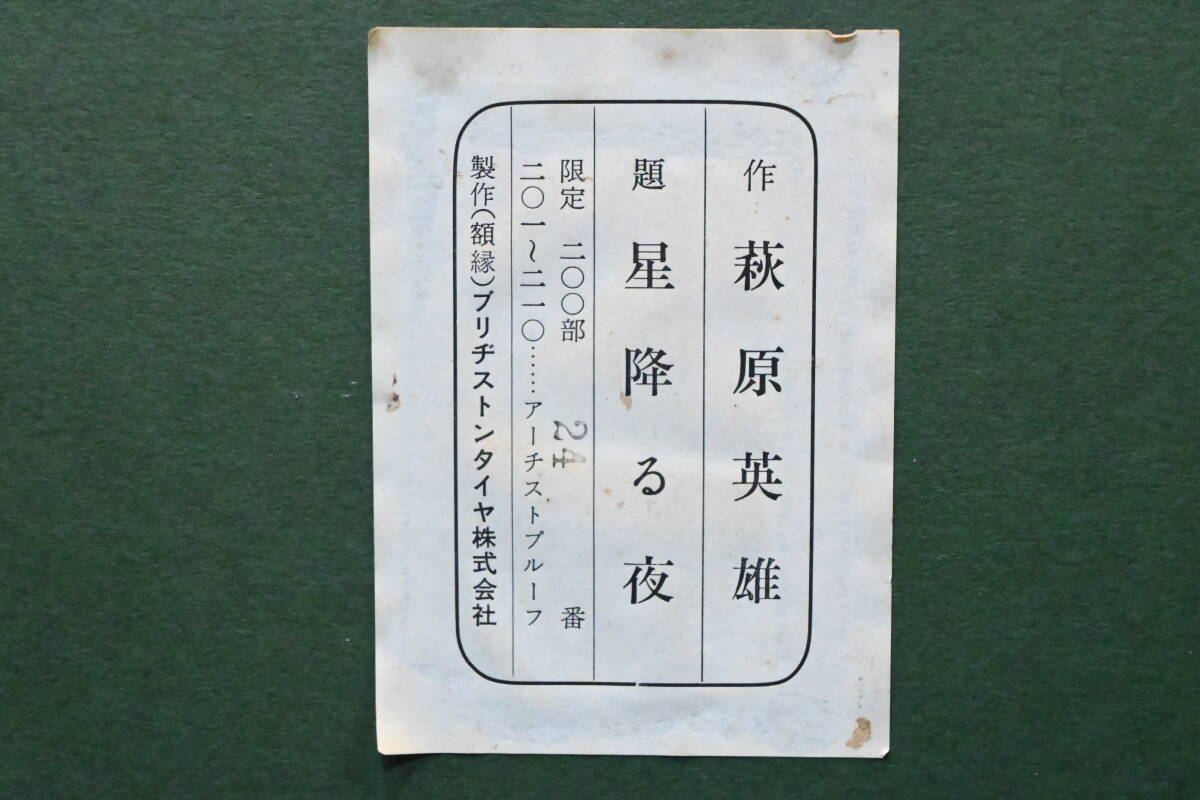 作 萩原英雄
題 星降る夜
限定 二〇〇部 24 番
二〇一〜二一〇……アーチストプルーフ
製作(額縁)ブリヂストンタイヤ株式会社